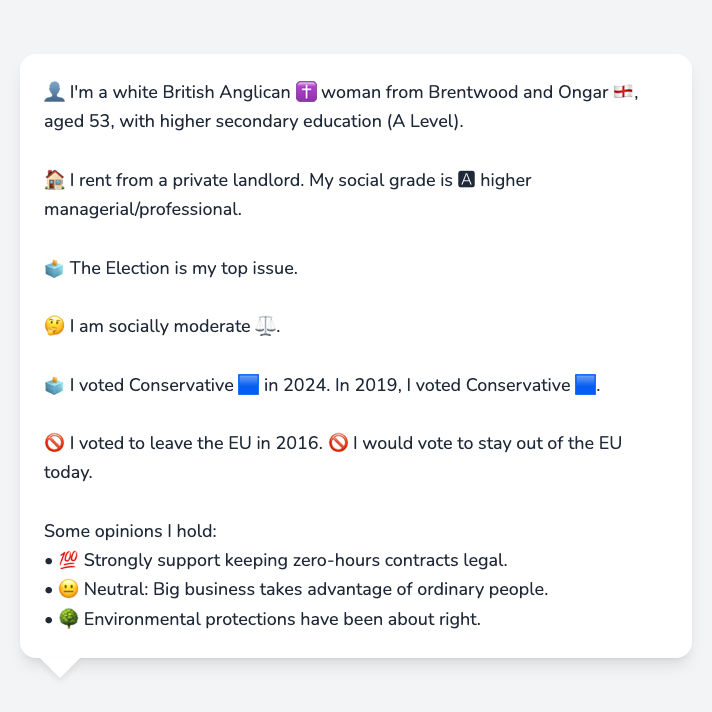 👤 I'm a white British Anglican ✝️ woman from Brentwood and Ongar 🏴󠁧󠁢󠁥󠁮󠁧󠁿,
aged 53, with higher secondary education (A Level).
🏠 I rent from a private landlord. My social grade is 🅰 higher
managerial/professional.
🗳️ The Election is my top issue.
🤔 I am socially moderate ⚖️.
🗳️ I voted Conservative 🟦 in 2024. In 2019, I voted Conservative 🟦.
🚫 I voted to leave the EU in 2016. 🚫 I would vote to stay out of the EU
today.
Some opinions I hold:
• 💯 Strongly support keeping zero-hours contracts legal.
• 😐 Neutral: Big business takes advantage of ordinary people.
• 🌳 Environmental protections have been about right.